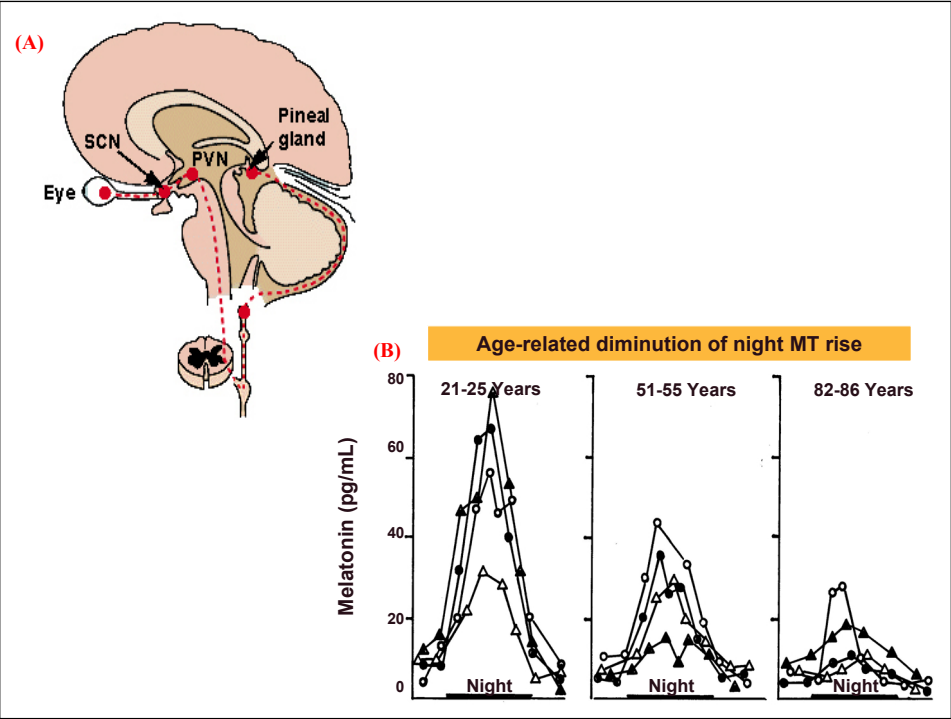 (A)
Pineal
gland
SCN
PVN
Eye
(B)
Age-related diminution of night MT rise
80
60
40
20
0
Melatonin (pg/mL)
21-25 Years
51-55 Years
82-86 Years
Night
Night
Night